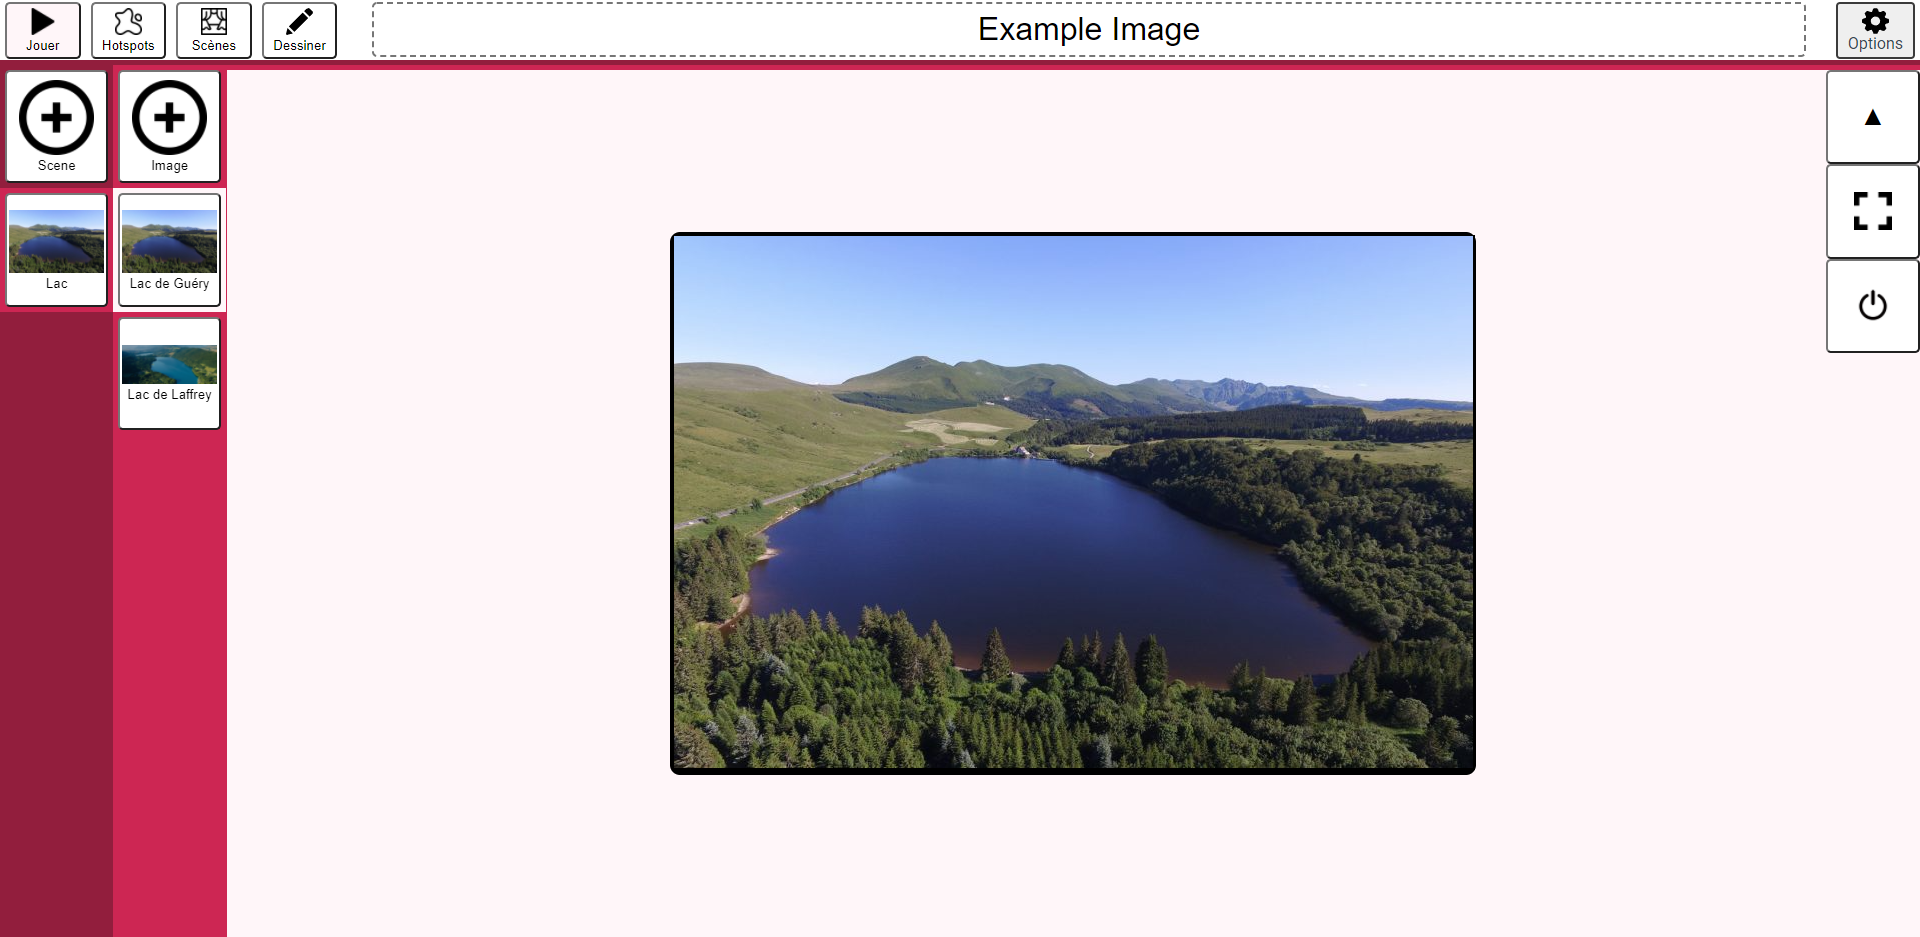 Jouer
Hotspots
Scènes
Dessiner
Example Image
Options
Scene
Image
Lac
Lac de Guéry
Lac de Laffrey